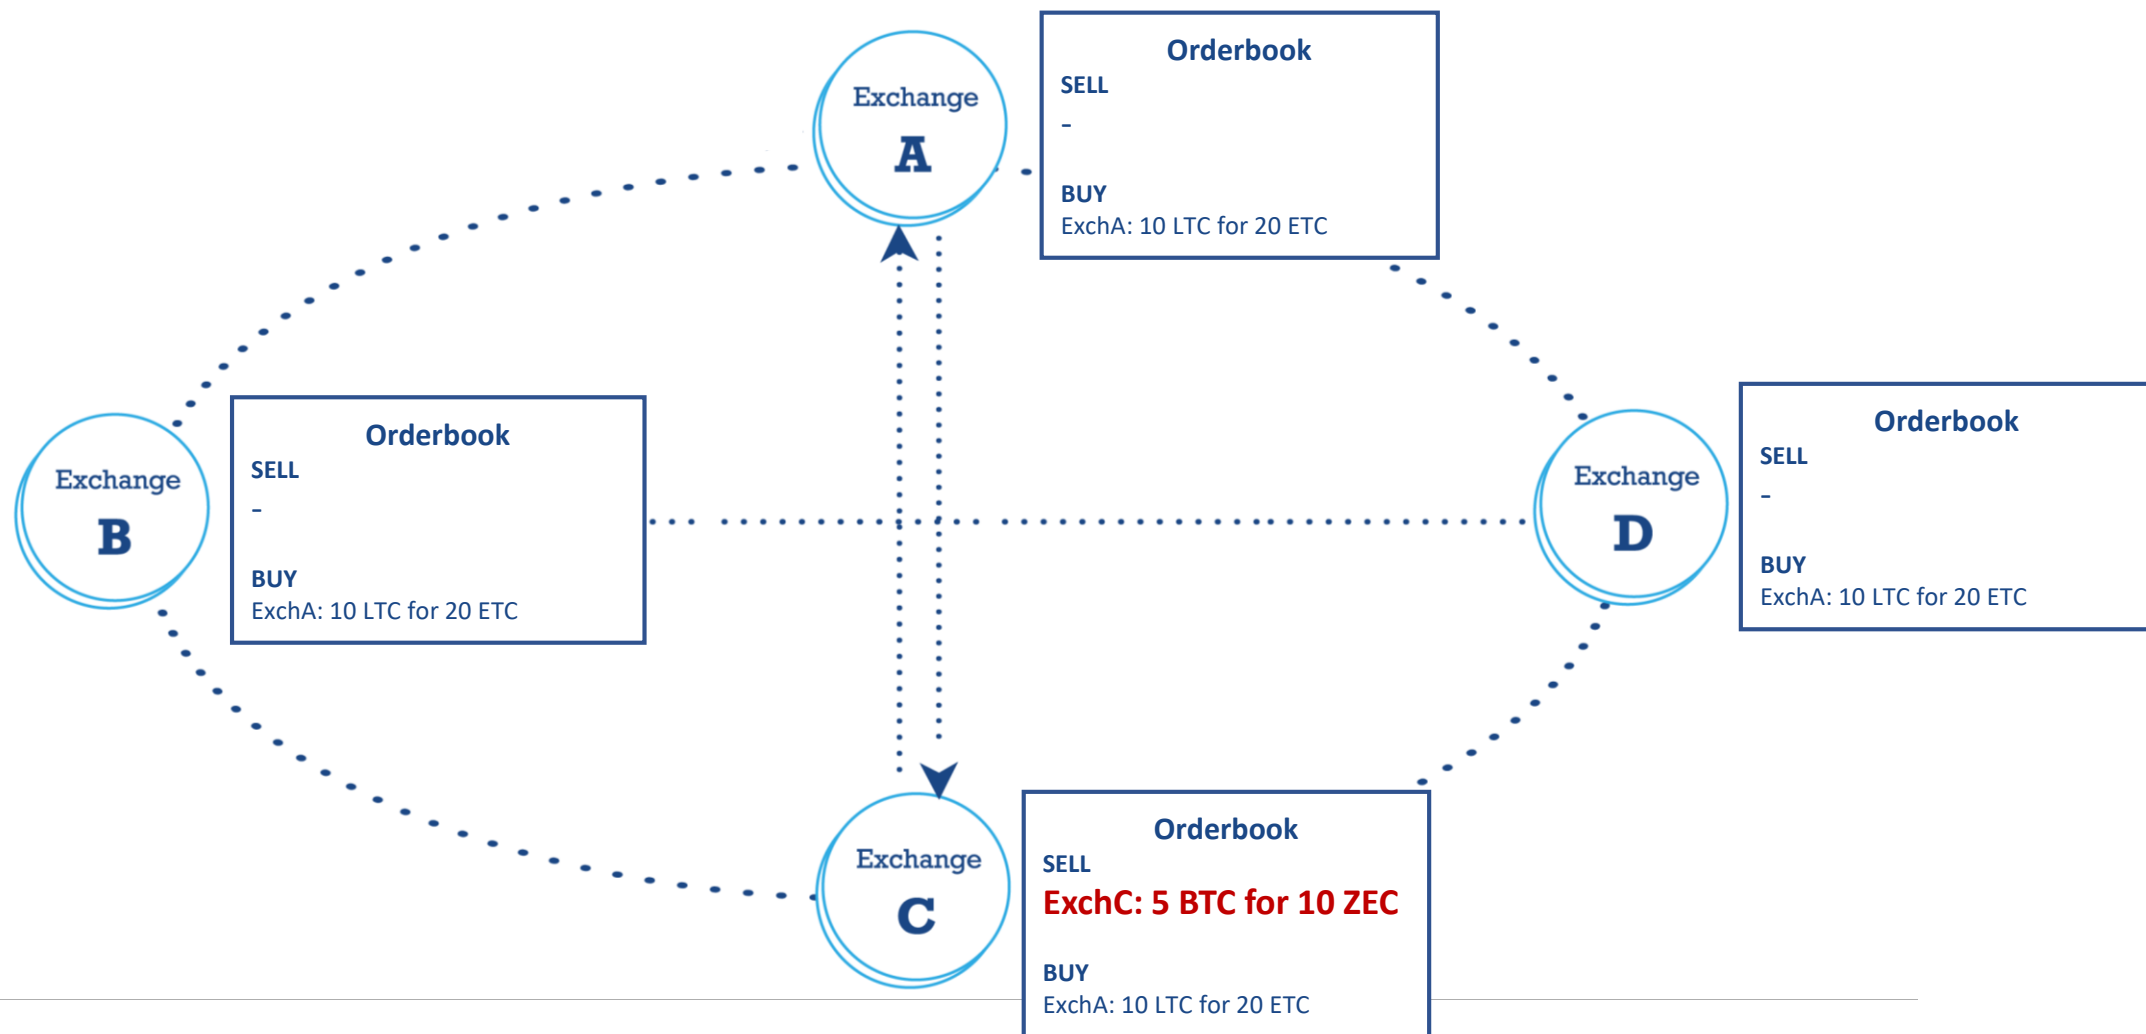 Exchange
A
Orderbook
SELL
-
BUY
ExchA: 10 LTC for 20 ETC
Exchange
B
Orderbook
SELL
-
BUY
ExchA: 10 LTC for 20 ETC
Exchange
D
Orderbook
SELL
-
BUY
ExchA: 10 LTC for 20 ETC
Exchange
C
Orderbook
SELL
ExchC: 5 BTC for 10 ZEC
BUY
ExchA: 10 LTC for 20 ETC